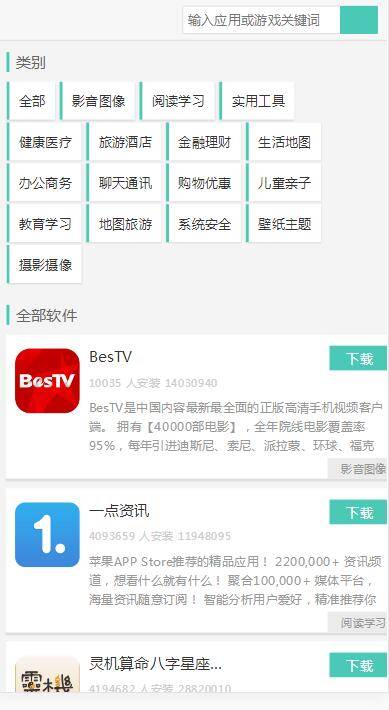 输入应用或游戏关键词
类别
全部 影音图像 阅读学习 实用工具
健康医疗 旅游酒店 金融理财 生活地图
办公商务 聊天通讯 购物优惠 儿童亲子
教育学习 地图旅游 系统安全 壁纸主题
摄影摄像
全部软件
BesTV
BesTV
下载
10035 人安装 14030940
BesTV是中国内容最新最全面的正版高清手机视频客户
端。 拥有【40000部电影】，全年院线电影覆盖率
95%，每年引进迪斯尼、索尼、派拉蒙、环球、福克
影音图像
1.
一点资讯
下载
4093659 人安装 11948095
苹果APP Store推荐的精品应用！ 2200,000+ 资讯频
道，想看什么就有什么！ 聚合100,000+ 媒体平台，
海量资讯随意订阅！ 智能分析用户爱好，精准推荐你
阅读学习
靈機
灵机算命八字星座...
下载
4194682 人安装 28820010